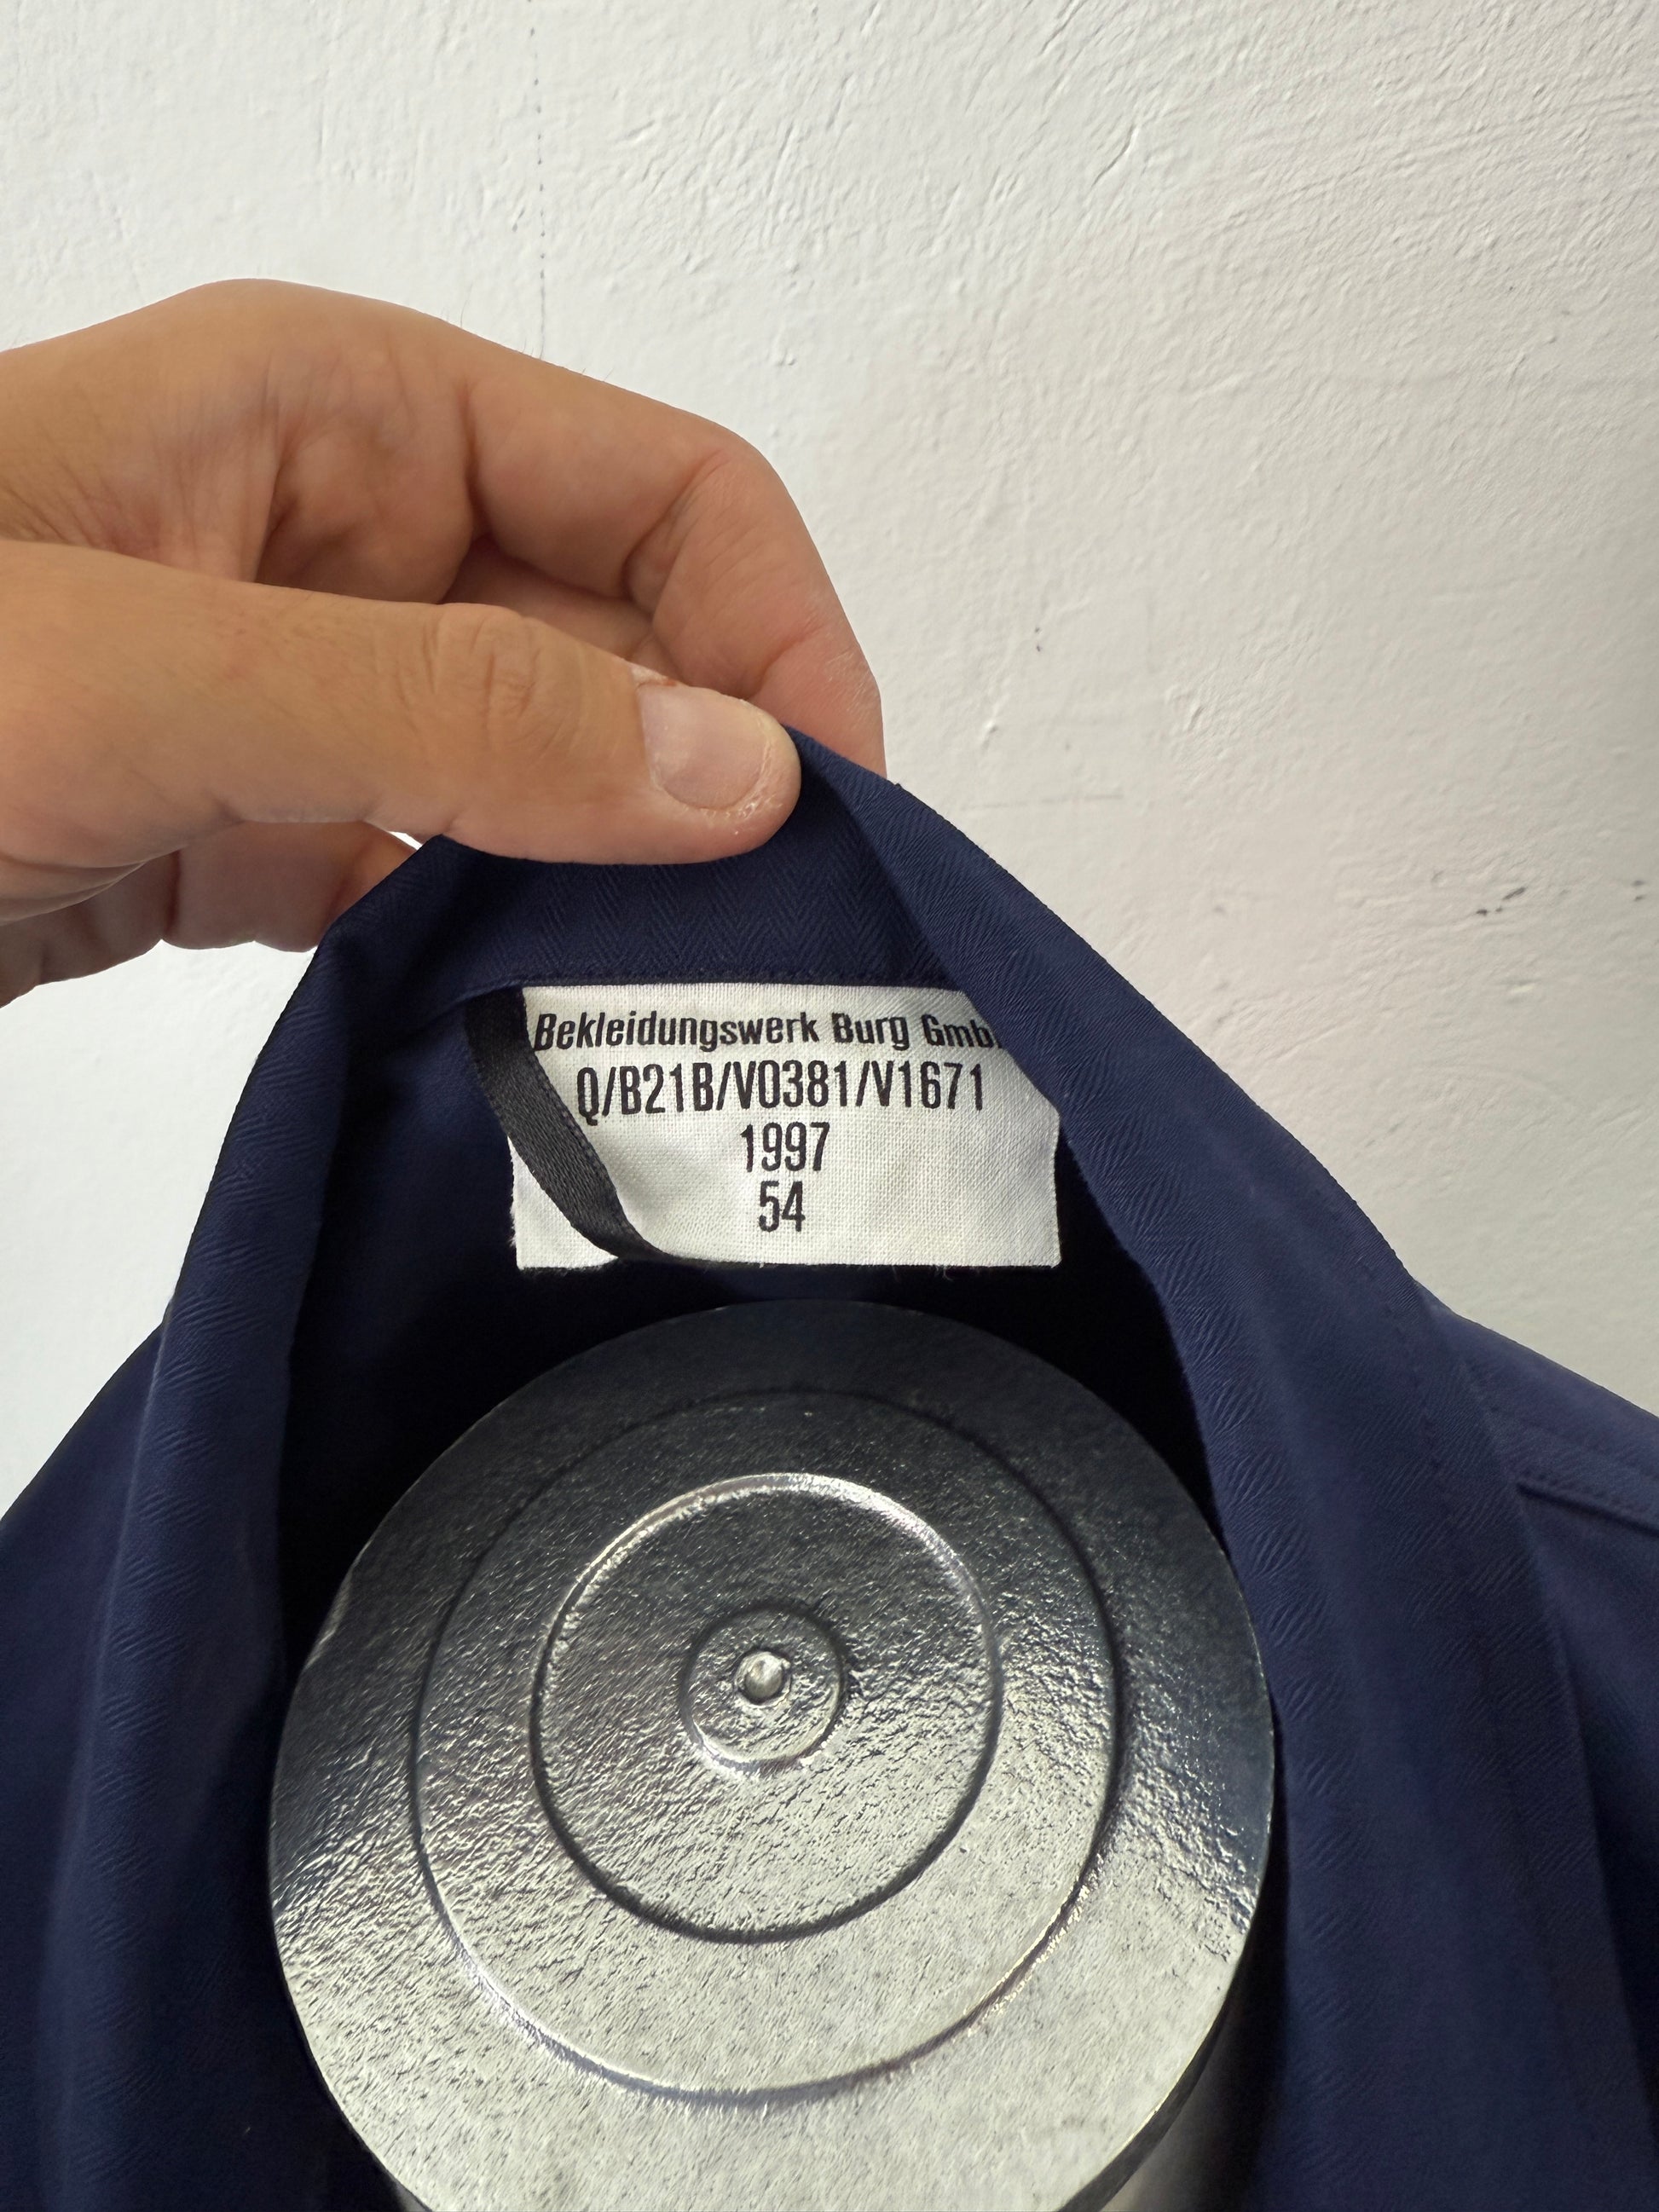 Bekleidungswerk Burg Gmb
Q/B21B/V0381/V1671
1997
54